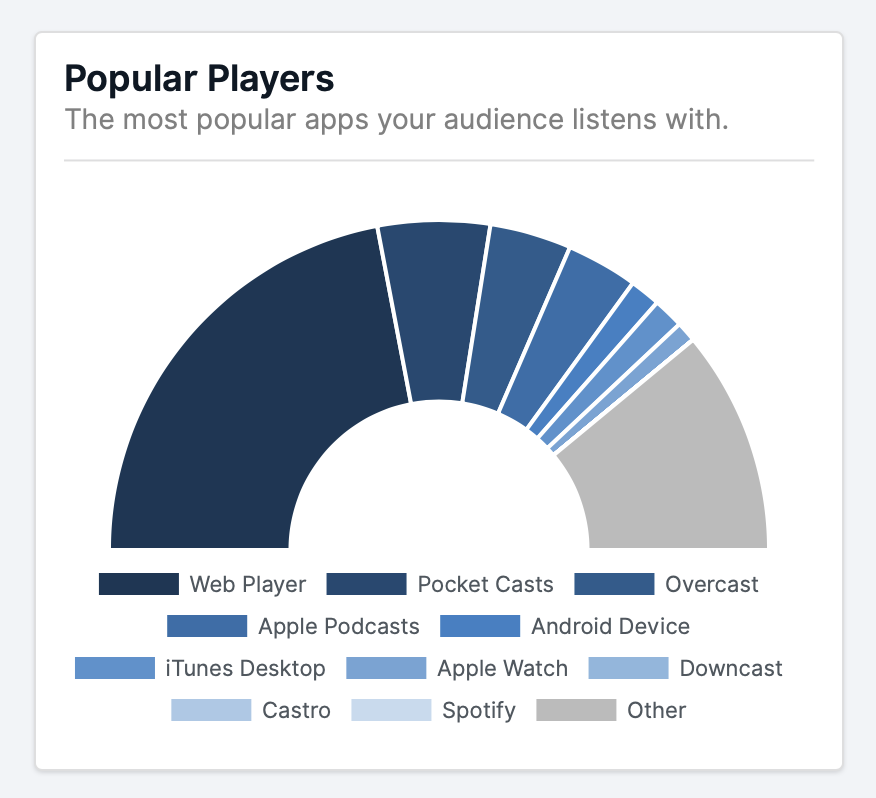 Popular Players
The most popular apps your audience listens with.
Web Player Pocket Casts Overcast
Apple Podcasts Android Device
iTunes Desktop Apple Watch Downcast
Castro Spotify Other